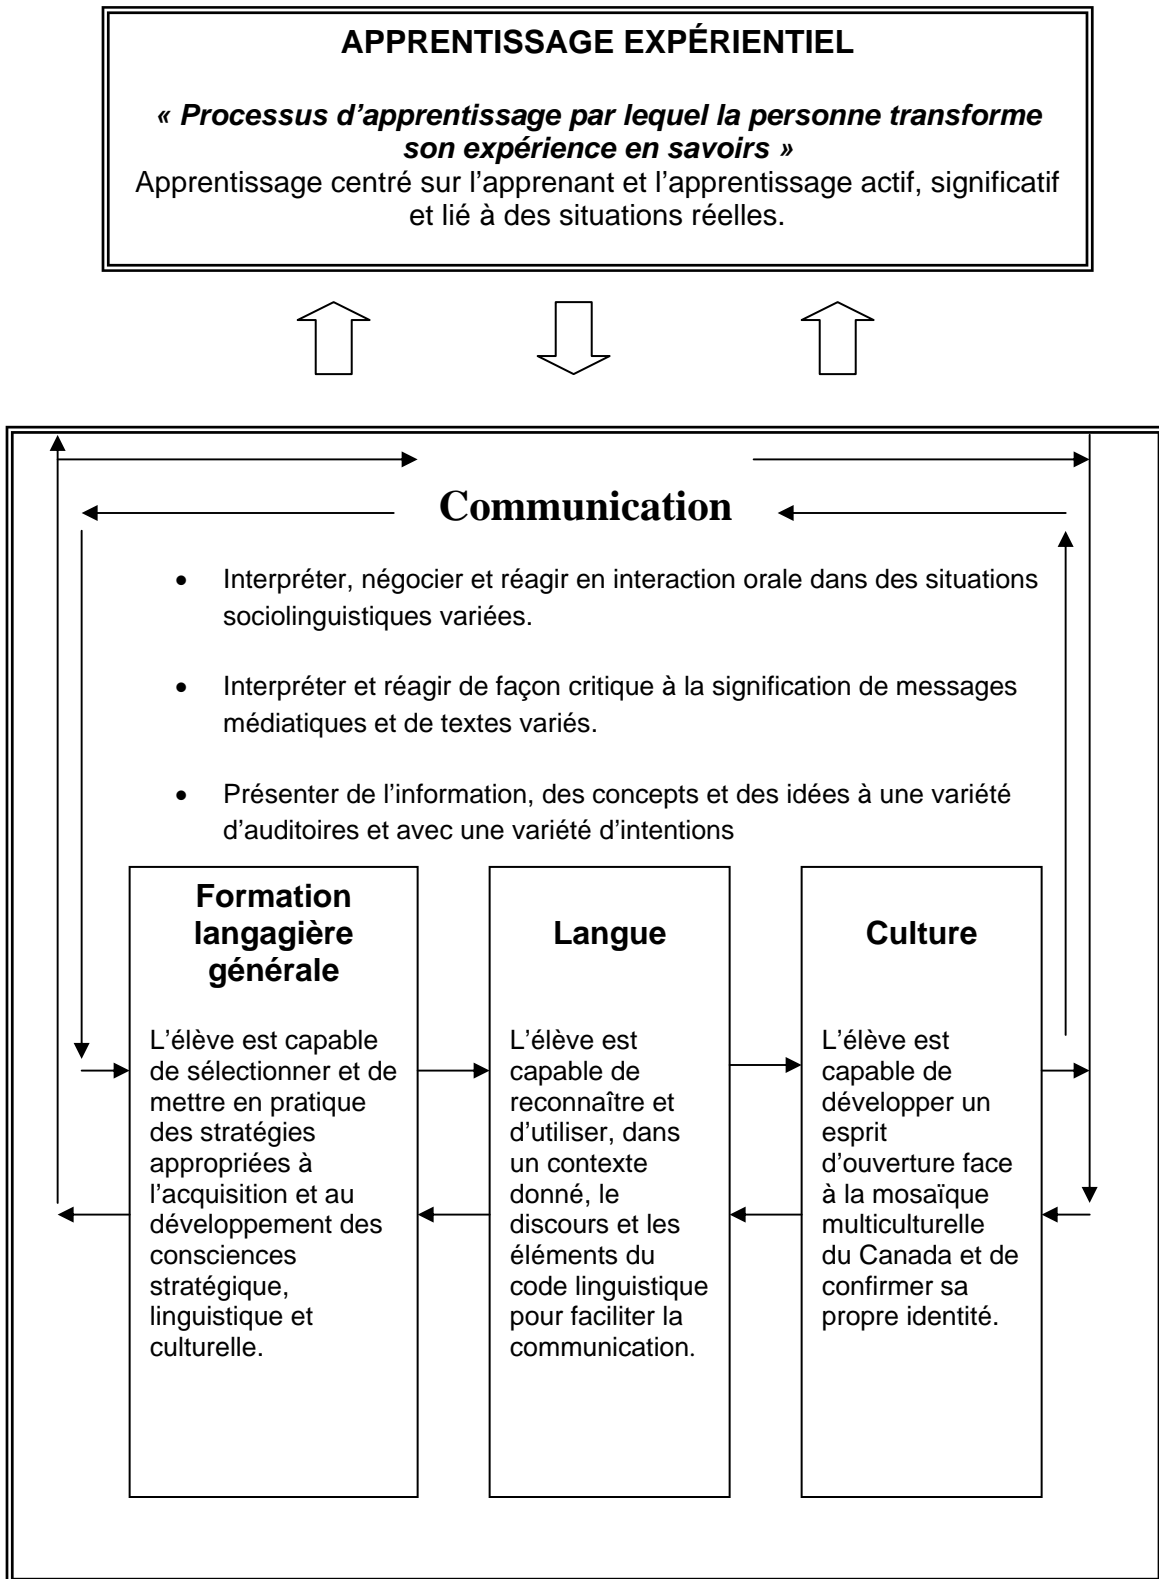 APPRENTISSAGE EXPÉRIENTIEL
« Processus d’apprentissage par lequel la personne transforme
son expérience en savoirs »
Apprentissage centré sur l’apprenant et l’apprentissage actif, significatif
et lié à des situations réelles.
Communication
• Interpréter, négocier et réagir en interaction orale dans des situations
sociolinguistiques variées.
• Interpréter et réagir de façon critique à la signification de messages
médiatiques et de textes variés.
• Présenter de l’information, des concepts et des idées à une variété
d’auditoires et avec une variété d’intentions
Formation
langagière
générale
L’élève est capable
de sélectionner et de
mettre en pratique
des stratégies
appropriées à
l’acquisition et au
développement des
consciences
stratégique,
linguistique et
culturelle.
Langue
L’élève est
capable de
reconnaître et
d’utiliser, dans
un contexte
donné, le
discours et les
éléments du
code linguistique
pour faciliter la
communication.
Culture
L’élève est
capable de
développer un
esprit
d’ouverture face
à la mosaïque
multiculturelle
du Canada et de
confirmer sa
propre identité.